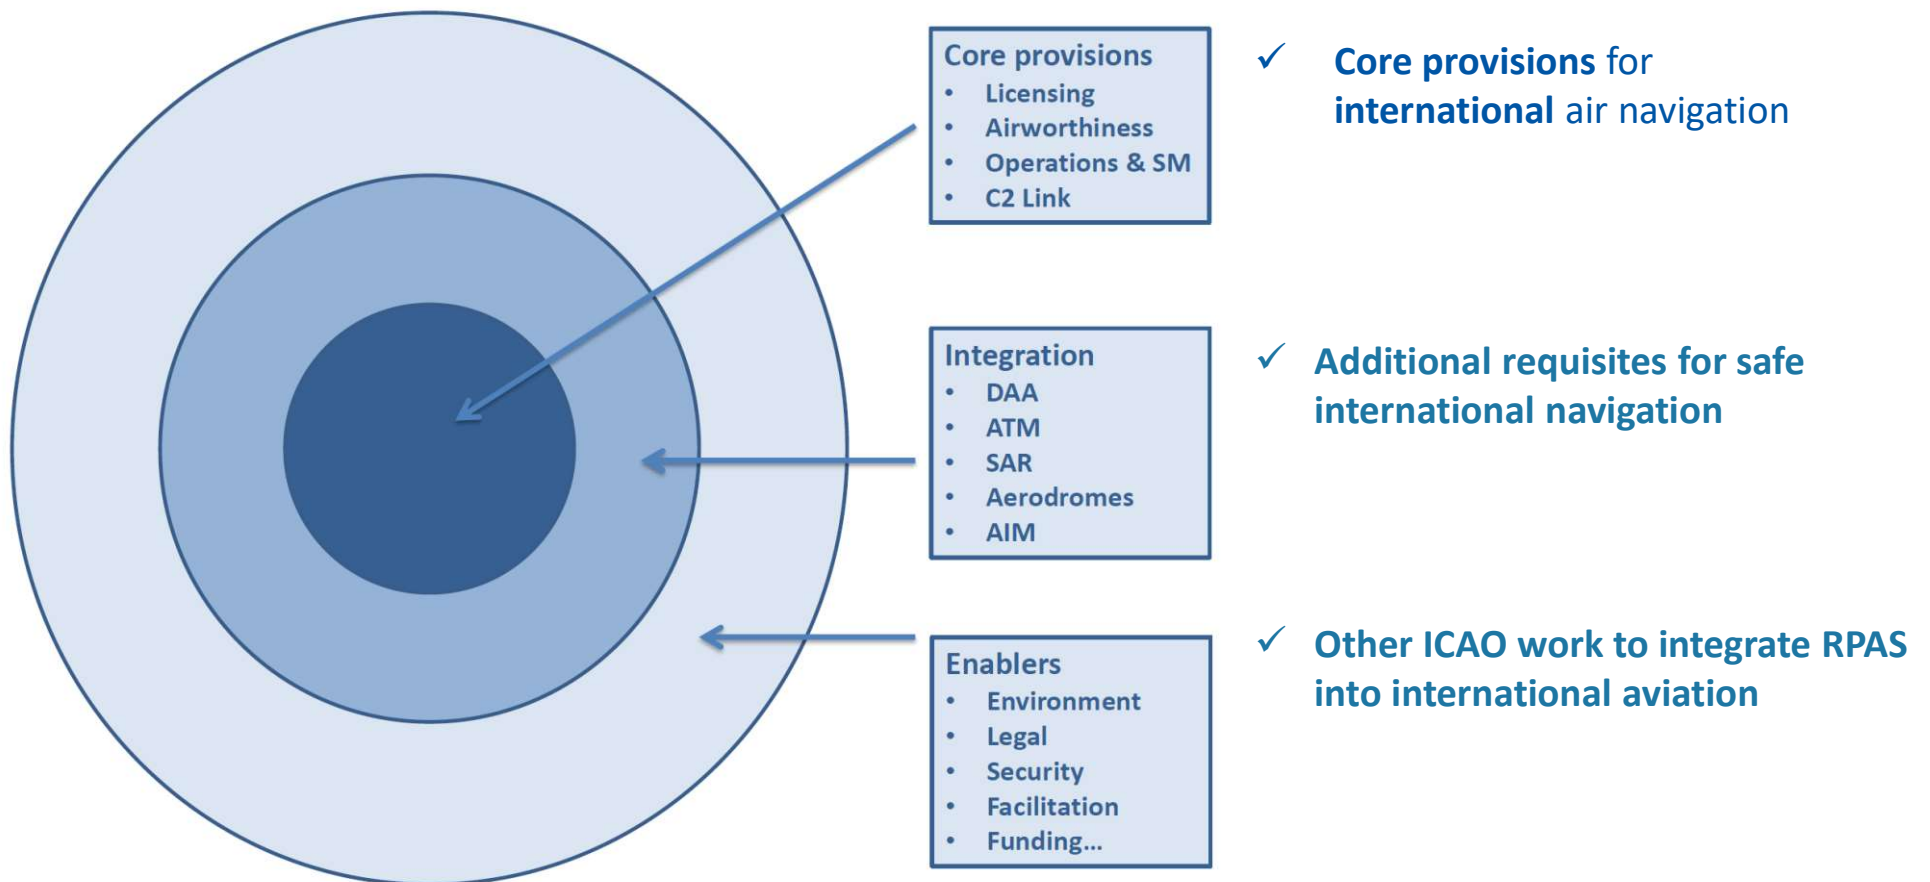 Core provisions
• Licensing
• Airworthiness
• Operations & SM
• C2 Link
✓ Core provisions for
international air navigation
Integration
• DAA
• ATM
• SAR
• Aerodromes
• AIM
✓ Additional requisites for safe
international navigation
Enablers
• Environment
• Legal
• Security
• Facilitation
• Funding...
✓ Other ICAO work to integrate RPAS
into international aviation